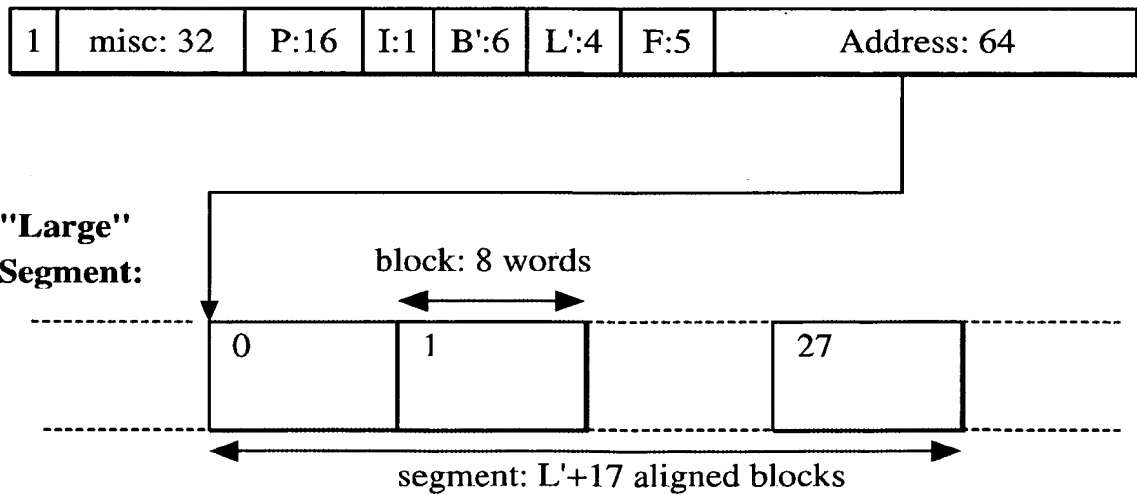 1 misc: 32 P:16 I:1 B':6 L':4 F:5 Address: 64
"Large"
Segment:
block: 8 words
0 1 27
segment: L'+17 aligned blocks